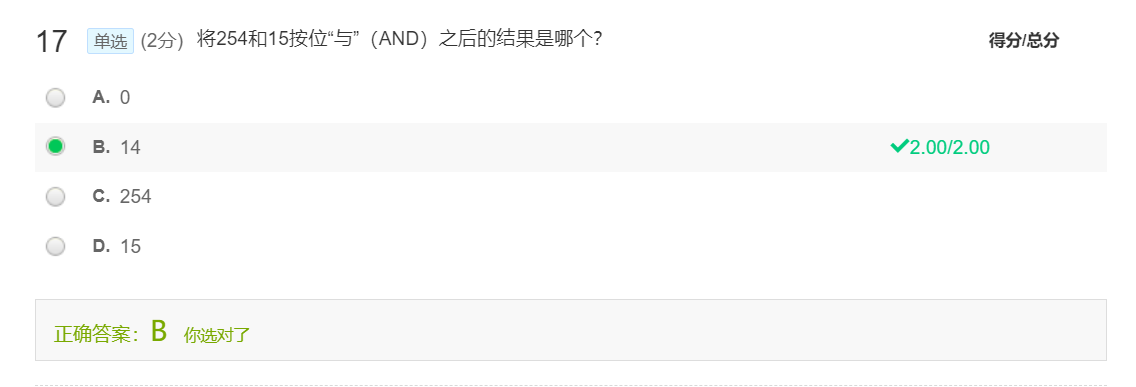 17 单选 (2分) 将254和15按位“与”（AND）之后的结果是哪个？ 得分/总分
A. 0
B. 14 2.00/2.00
C. 254
D. 15
正确答案：B 你选对了